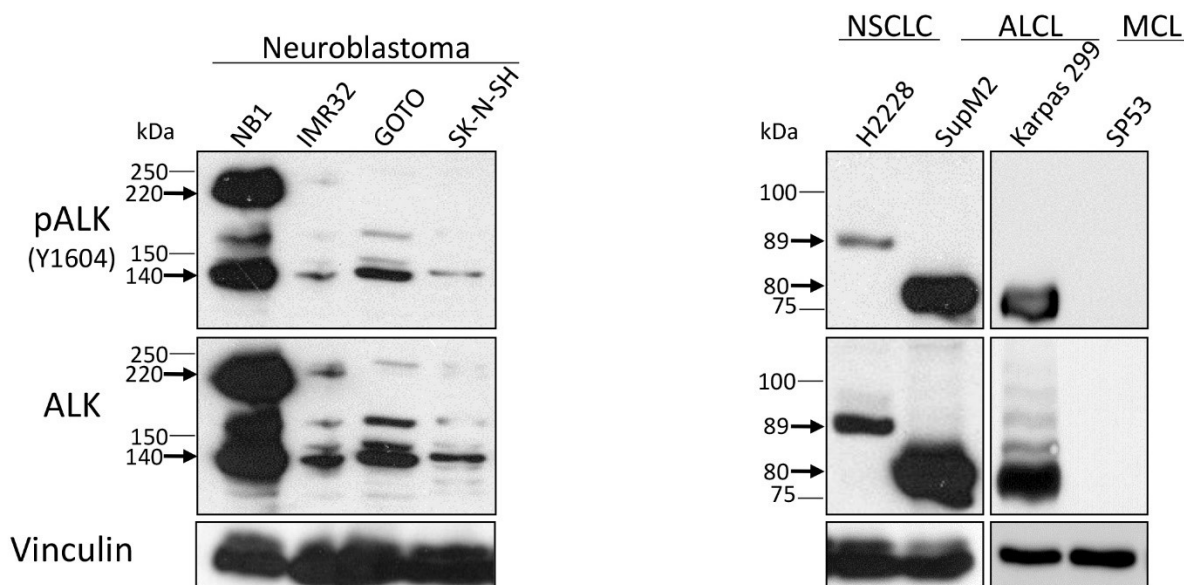 Neuroblastoma
NB1 IMR32 GOTO SK-N-SH
kDa
250
220
150
140
pALK
(Y1604)
250
220
150
140
ALK
Vinculin
NSCLC ALCL MCL
H2228 SupM2 Karpas 299 SP53
kDa
100
89
80
75
100
89
80
75